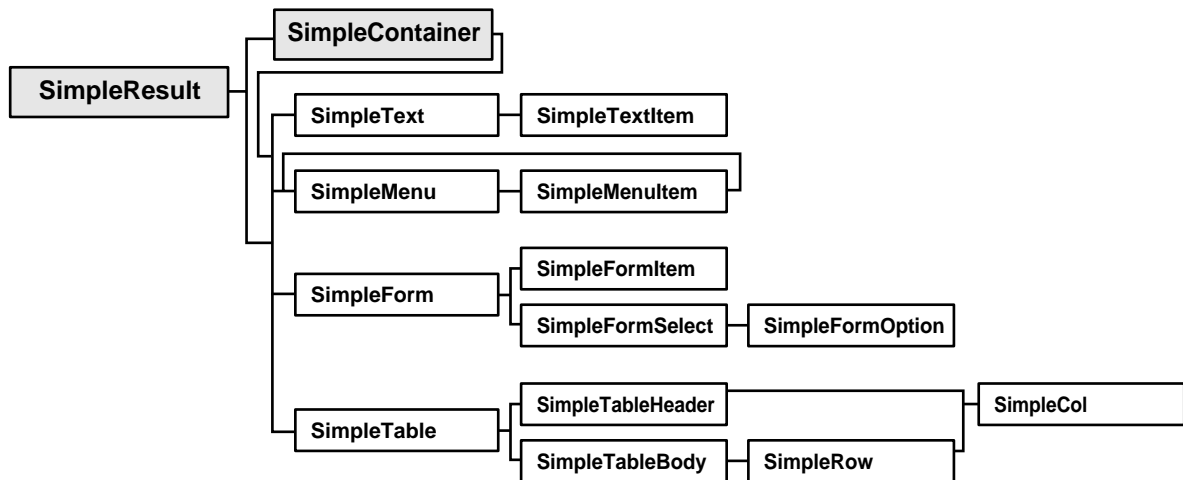 SimpleContainer
SimpleResult
SimpleText
SimpleTextItem
SimpleMenu
SimpleMenuItem
SimpleFormItem
SimpleForm
SimpleFormSelect
SimpleFormOption
SimpleTableHeader
SimpleCol
SimpleTable
SimpleTableBody
SimpleRow